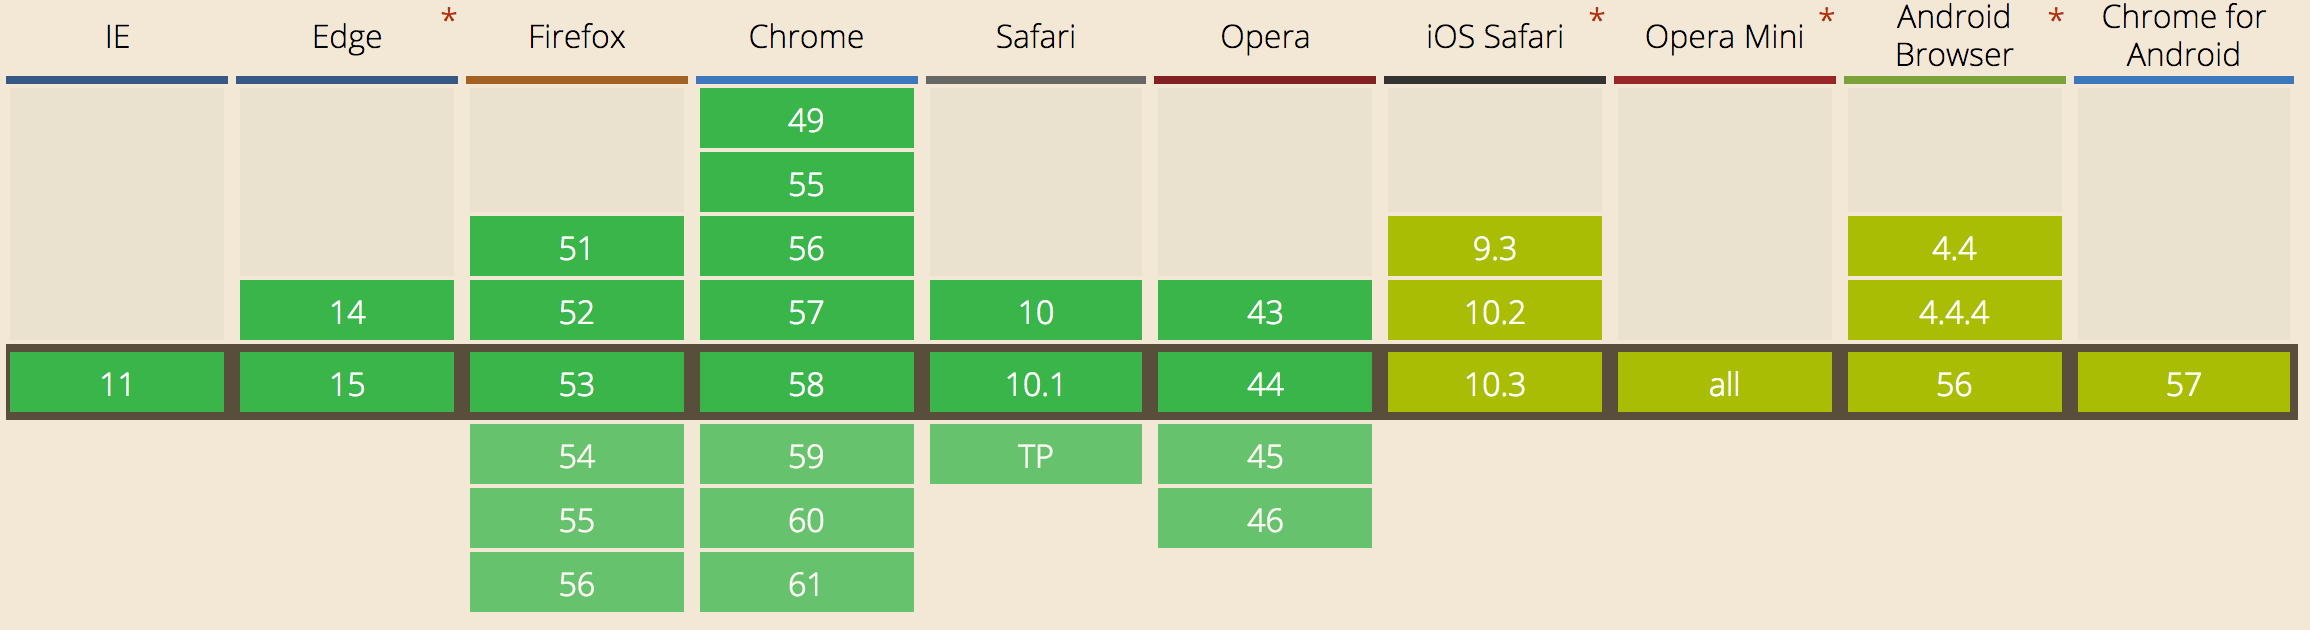 IE Edge * Firefox Chrome Safari Opera iOS Safari * Opera Mini * Android Browser * Chrome for Android
49
55
51 56 9.3 4.4
14 52 57 10 43 10.2 4.4.4
11 15 53 58 10.1 44 10.3 all 56 57
54 59 TP 45
55 60 46
56 61